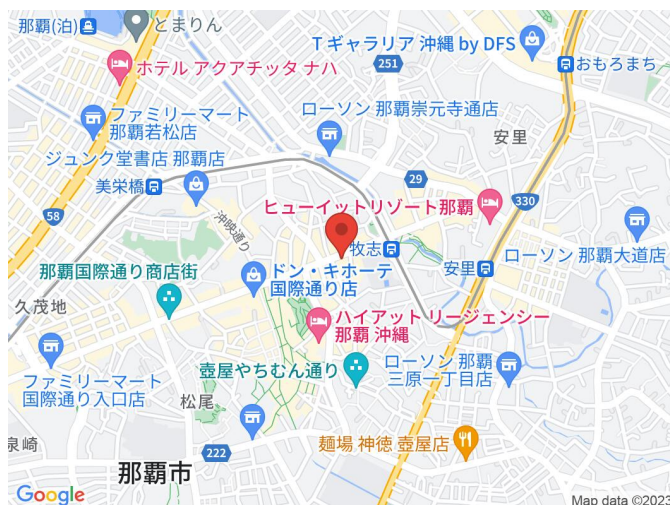 那覇(泊)
とまりん
Tギャラリア 沖縄 by DFS
ホテル アクアチッタ ナハ
251
おもろまち
ファミリーマート
那覇若松店
ローソン 那覇崇元寺通店
安里
ジュンク堂書店 那覇店
美栄橋
29
58
沖映通り
ヒューイットリゾート那覇
330
牧志
那覇国際通り商店街
ドン・キホーテ
国際通り店
安里
ローソン 那覇大道店
久茂地
ハイアット リージェンシー
那覇 沖縄
壺屋やちむん通り
ローソン 那覇
三原一丁目店
ファミリーマート
国際通り入口店
松尾
泉崎
222
麺場 神徳 壺屋店
那覇市
Google
Map data ©2023